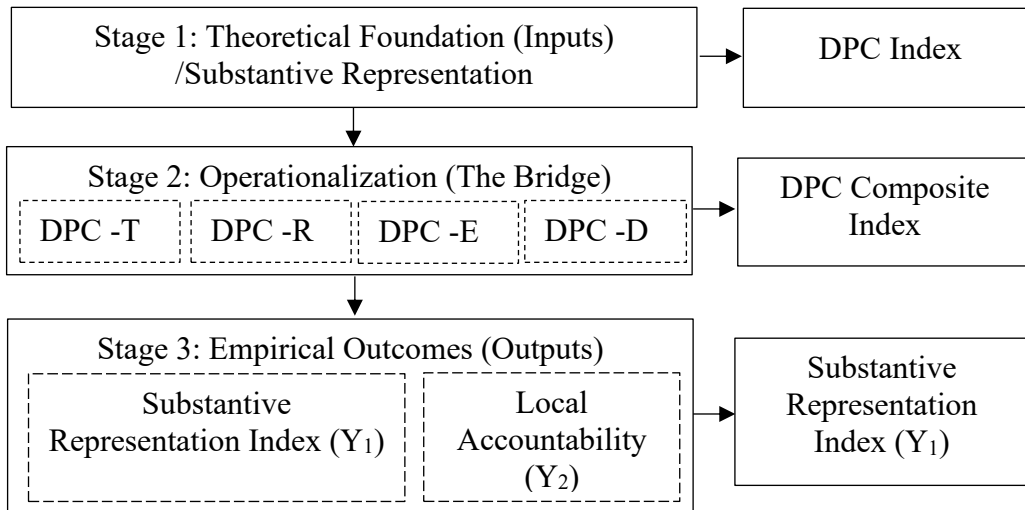 Stage 1: Theoretical Foundation (Inputs)
/Substantive Representation
DPC Index
Stage 2: Operationalization (The Bridge)
DPC -T
DPC -R
DPC -E
DPC -D
DPC Composite
Index
Stage 3: Empirical Outcomes (Outputs)
Substantive
Representation Index (Y₁)
Local
Accountability
(Y₂)
Substantive
Representation
Index (Y₁)